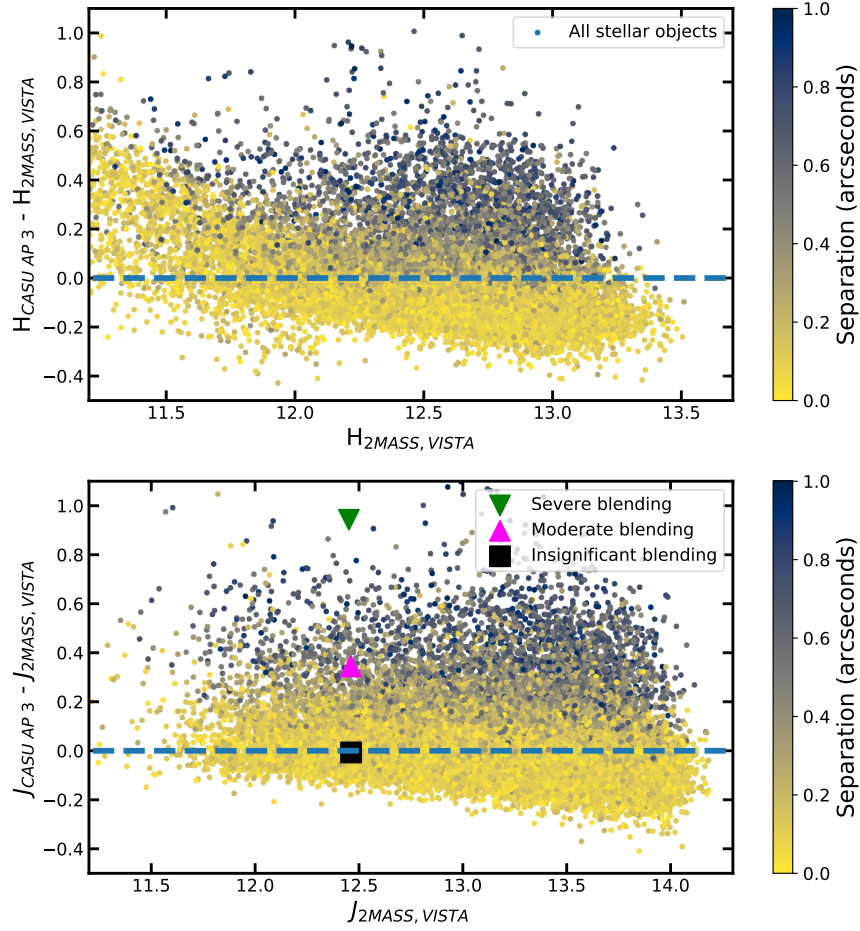 All stellar objects
H_CASU AP 3 - H_2MASS,VISTA
1.0
0.8
0.6
0.4
0.2
0.0
−0.2
−0.4
11.5 12.0 12.5 13.0 13.5
H_2MASS,VISTA
1.0
0.8
0.6
0.4
0.2
0.0
Separation (arcseconds)
Severe blending
Moderate blending
Insignificant blending
J_CASU AP 3 - J_2MASS,VISTA
1.0
0.8
0.6
0.4
0.2
0.0
−0.2
−0.4
11.5 12.0 12.5 13.0 13.5 14.0
J_2MASS,VISTA
1.0
0.8
0.6
0.4
0.2
0.0
Separation (arcseconds)